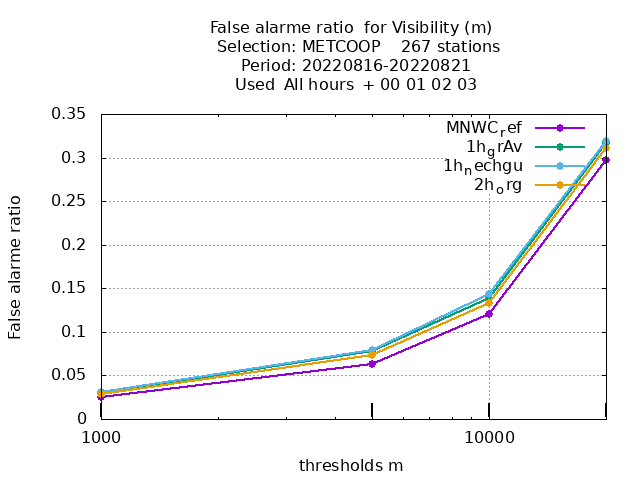 False alarme ratio  for Visibility (m)
Selection: METCOOP    267 stations
Period: 20220816-20220821
Used  All hours  + 00 01 02 03
0.35
0.3
0.25
0.2
0.15
0.1
0.05
0
False alarme ratio
MNWC_ref
1h_grAv
1h_nechgu
2h_org
1000
10000
thresholds m